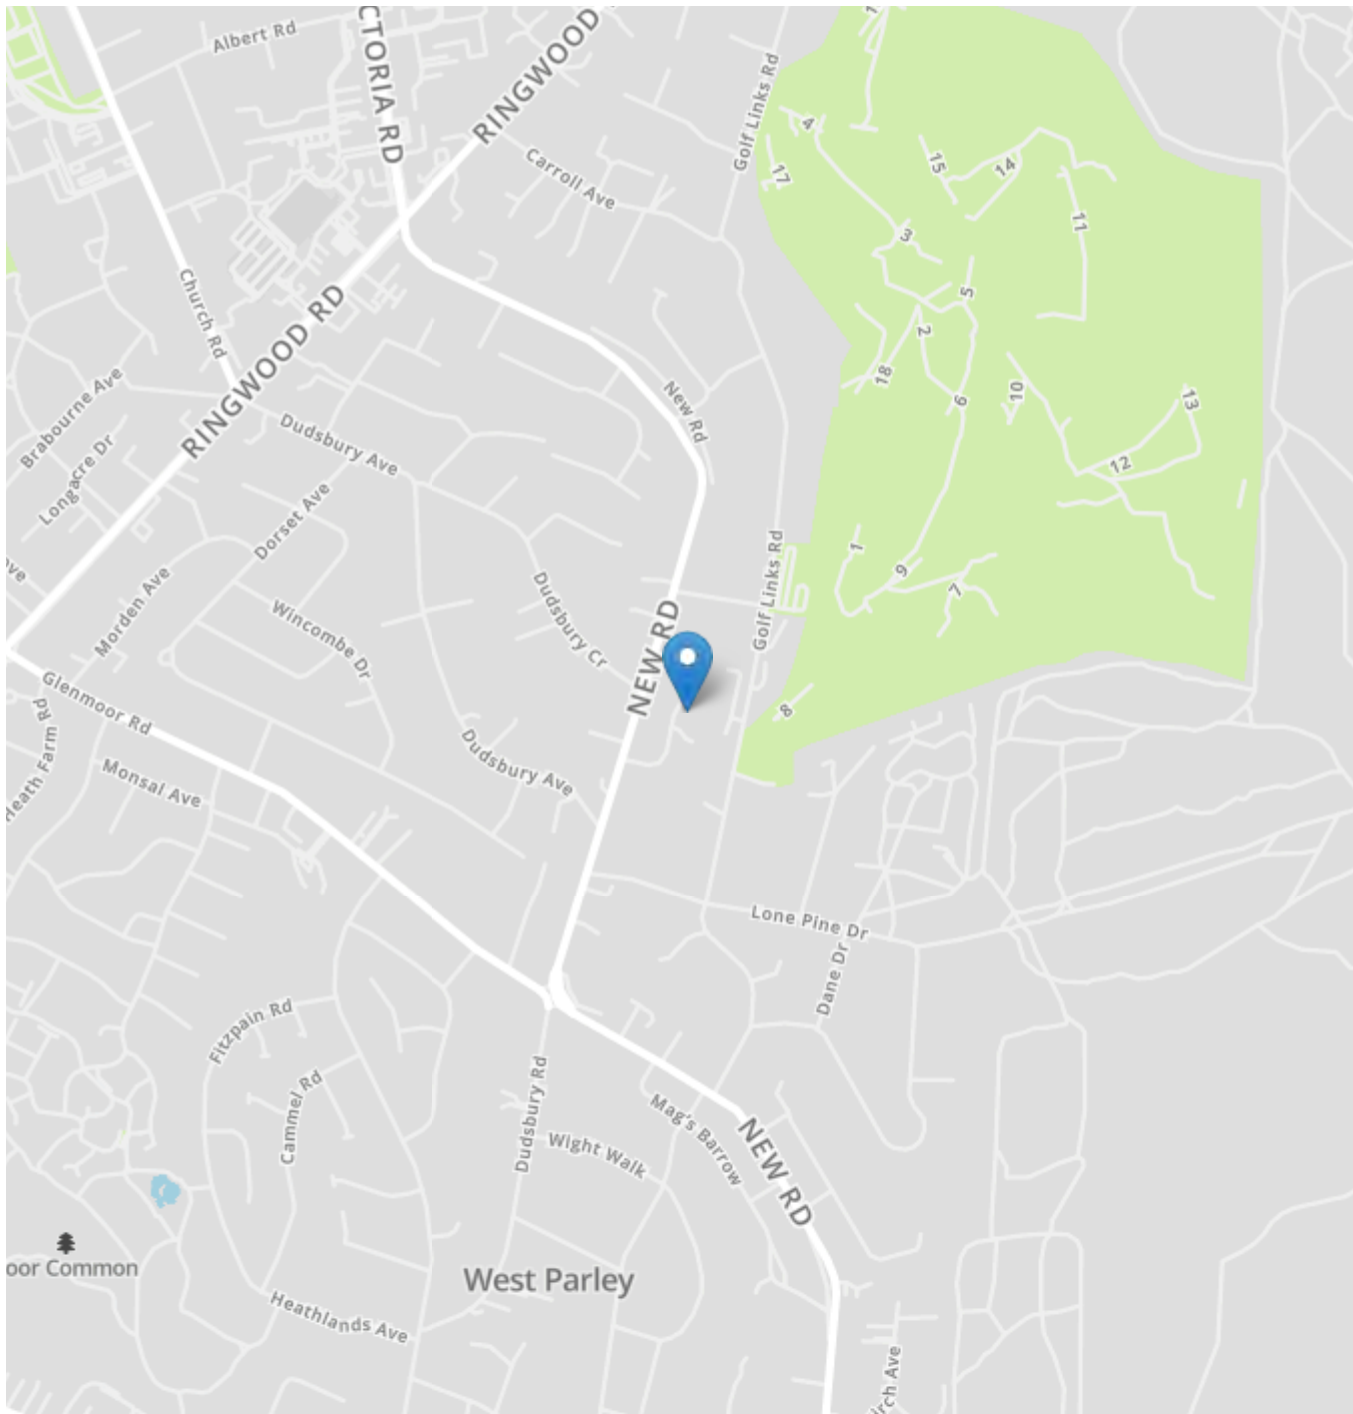 Albert Rd
CTORIA RD
RINGWOOD
Golf Links Rd
1
4
17
15
14
11
3
5
2
18
6
10
13
12
Carroll Ave
Church Rd
RINGWOOD RD
New Rd
Brabourne Ave
Longacre Dr
Dudsbury Ave
Dorset Ave
Morden Ave
ove
Wincombe Dr
Dudsbury Cr
NEW RD
Golf Links Rd
1
9
7
8
Glenmoor Rd
Heath Farm Rd
Monsal Ave
Dudsbury Ave
Lone Pine Dr
Dane Dr
Fitzpain Rd
Cammel Rd
Dudsbury Rd
Wight Walk
Mag's Barrow
NEW RD
oor Common
West Parley
Heathlands Ave
irch Ave